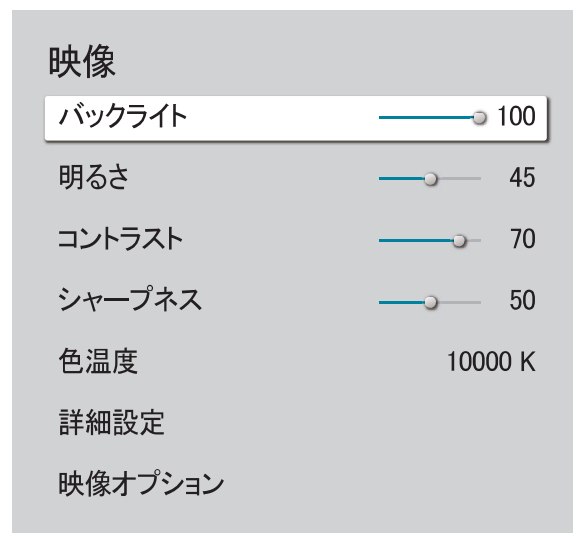 映像
バックライト 100
明るさ 45
コントラスト 70
シャープネス 50
色温度 10000 K
詳細設定
映像オプション